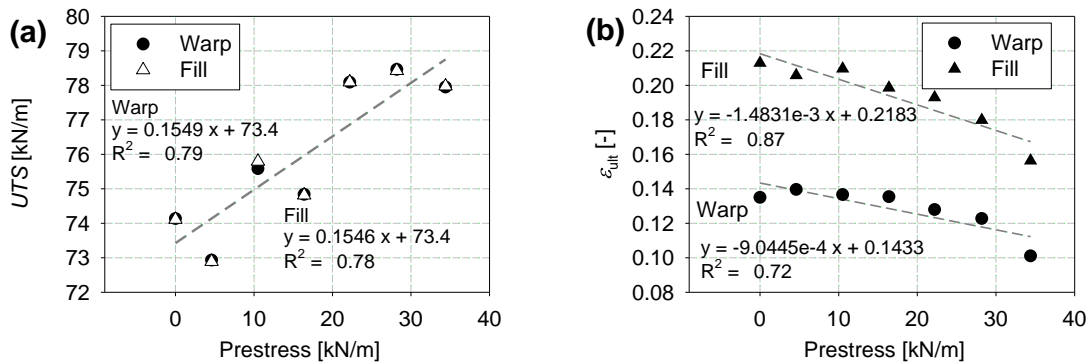 (a)
80
79
78
77
76
75
74
73
72
UTS [kN/m]
Warp
Fill
Warp
y = 0.1549 x + 73.4
R² = 0.79
Fill
y = 0.1546 x + 73.4
R² = 0.78
0 10 20 30 40
Prestress [kN/m]
(b)
0.24
0.22
0.20
0.18
0.16
0.14
0.12
0.10
0.08
εult [-]
Warp
Fill
Fill
y = -1.4831e-3 x + 0.2183
R² = 0.87
Warp
y = -9.0445e-4 x + 0.1433
R² = 0.72
0 10 20 30 40
Prestress [kN/m]